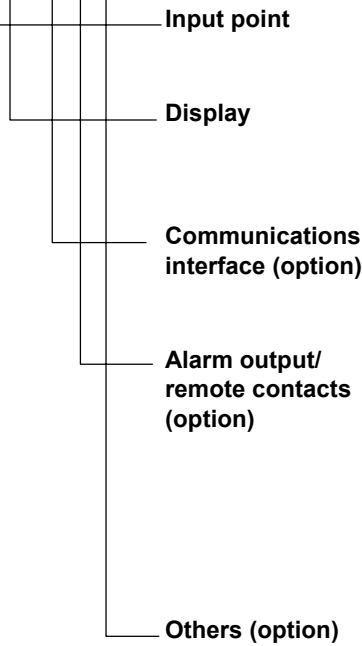 Input point
Display
Communications
interface (option)
Alarm output/
remote contacts
(option)
Others (option)